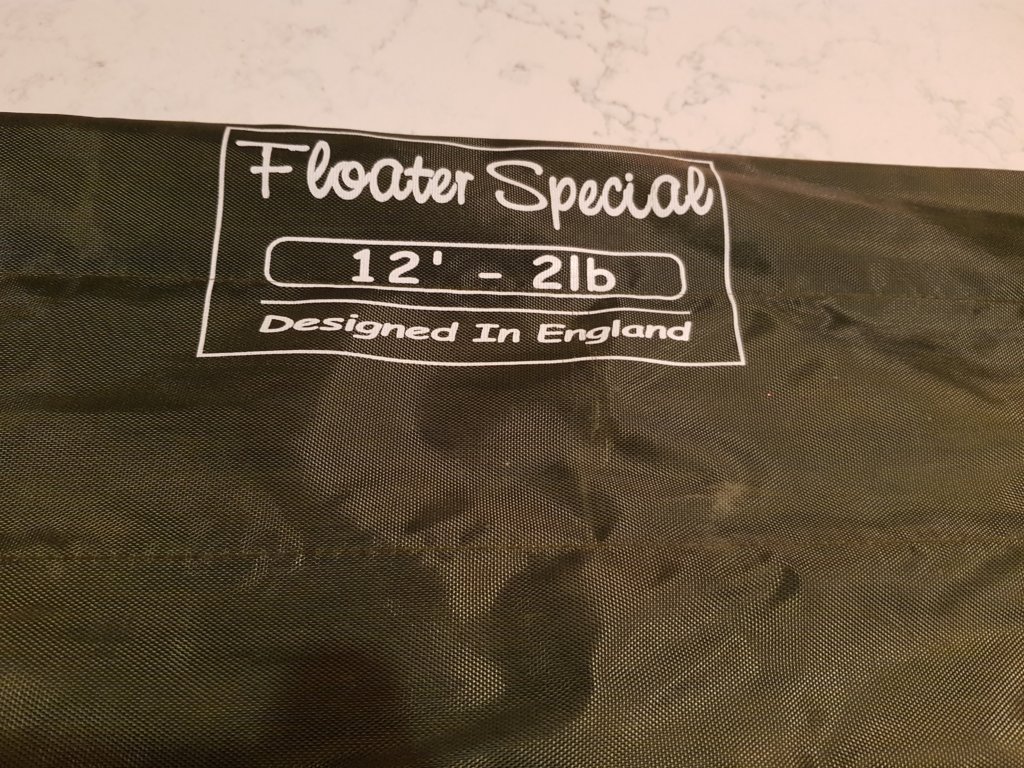 Floater Special
12' - 2lb
Designed In England